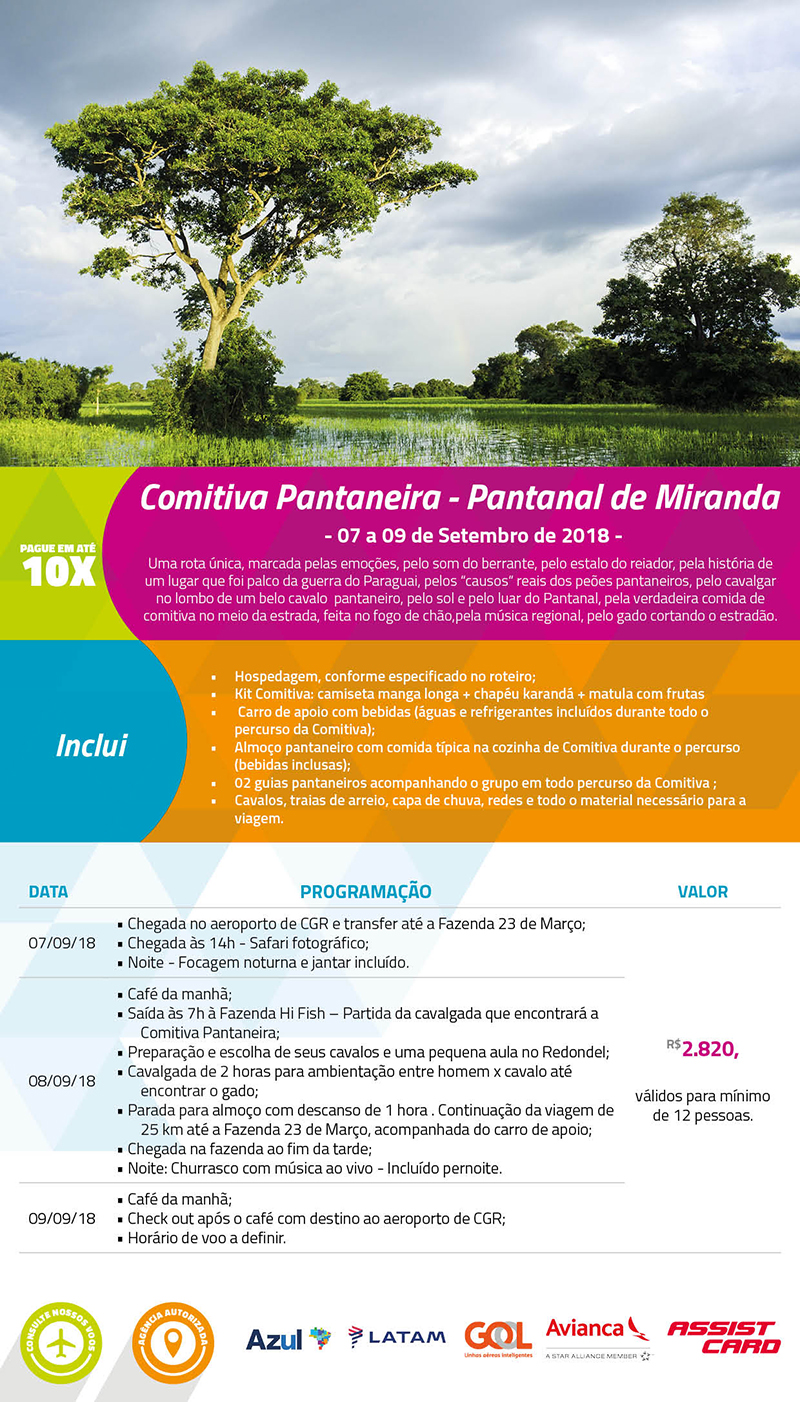 Comitiva Pantaneira - Pantanal de Miranda
- 07 a 09 de Setembro de 2018 -
PAGUE EM ATÉ
10X
Uma rota única, marcada pelas emoções, pelo som do berrante, pelo estalo do reiador, pela história de
um lugar que foi palco da guerra do Paraguai, pelos “causos” reais dos peões pantaneiros, pelo cavalgar
no lombo de um belo cavalo pantaneiro, pelo sol e pelo luar do Pantanal, pela verdadeira comida de
comitiva no meio da estrada, feita no fogo de chão,pela música regional, pelo gado cortando o estradão.
Inclui
▪ Hospedagem, conforme especificado no roteiro;
▪ Kit Comitiva: camiseta manga longa + chapéu karandá + matula com frutas
▪ Carro de apoio com bebidas (águas e refrigerantes incluídos durante todo o
percurso da Comitiva);
▪ Almoço pantaneiro com comida típica na cozinha de Comitiva durante o percurso
(bebidas inclusas);
▪ 02 guias pantaneiros acompanhando o grupo em todo percurso da Comitiva ;
▪ Cavalos, traias de arreio, capa de chuva, redes e todo o material necessário para a
viagem.
DATA PROGRAMAÇÃO VALOR
07/09/18
▪ Chegada no aeroporto de CGR e transfer até a Fazenda 23 de Março;
▪ Chegada às 14h - Safari fotográfico;
▪ Noite - Focagem noturna e jantar incluído.
08/09/18
▪ Café da manhã;
▪ Saída às 7h à Fazenda Hi Fish – Partida da cavalgada que encontrará a
Comitiva Pantaneira;
▪ Preparação e escolha de seus cavalos e uma pequena aula no Redondel;
▪ Cavalgada de 2 horas para ambientação entre homem x cavalo até
encontrar o gado;
▪ Parada para almoço com descanso de 1 hora . Continuação da viagem de
25 km até a Fazenda 23 de Março, acompanhada do carro de apoio;
▪ Chegada na fazenda ao fim da tarde;
▪ Noite: Churrasco com música ao vivo - Incluído pernoite.
R$2.820,
válidos para mínimo
de 12 pessoas.
09/09/18
▪ Café da manhã;
▪ Check out após o café com destino ao aeroporto de CGR;
▪ Horário de voo a definir.
CONSULTE NOSSOS VOOS
AGÊNCIA AUTORIZADA
Azul
LATAM
GOL
Linhas aéreas inteligentes
Avianca
A STAR ALLIANCE MEMBER
ASSIST
CARD